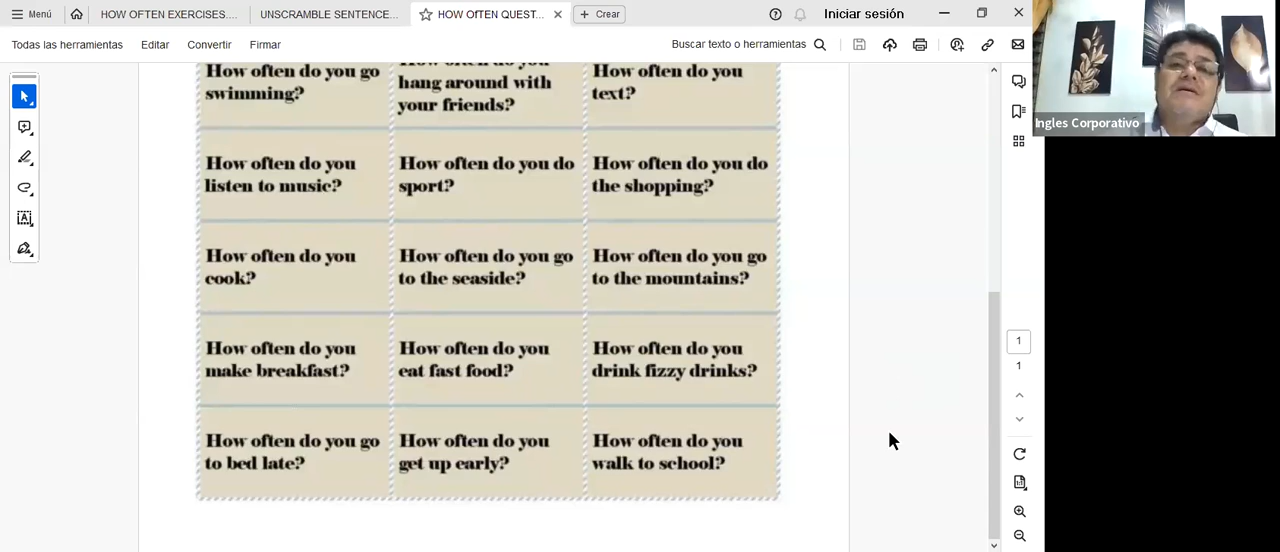 Menú
HOW OFTEN EXERCISES....
UNSCRAMBLE SENTENCE...
HOW OfTEN QUEST...
Crear
Iniciar sesión
Todas las herramientas
Editar
Convertir
Firmar
Buscar texto o herramientas
Ingles Corporativo
How often do you go
swimming?
How often do you
hang around with
your friends?
How often do you
text?
How often do you
listen to music?
How often do you do
sport?
How often do you do
the shopping?
How often do you
cook?
How often do you go
to the seaside?
How often do you go
to the mountains?
How often do you
make breakfast?
How often do you
eat fast food?
How often do you
drink fizzy drinks?
How often do you go
to bed late?
How often do you
get up early?
How often do you
walk to school?
1
1